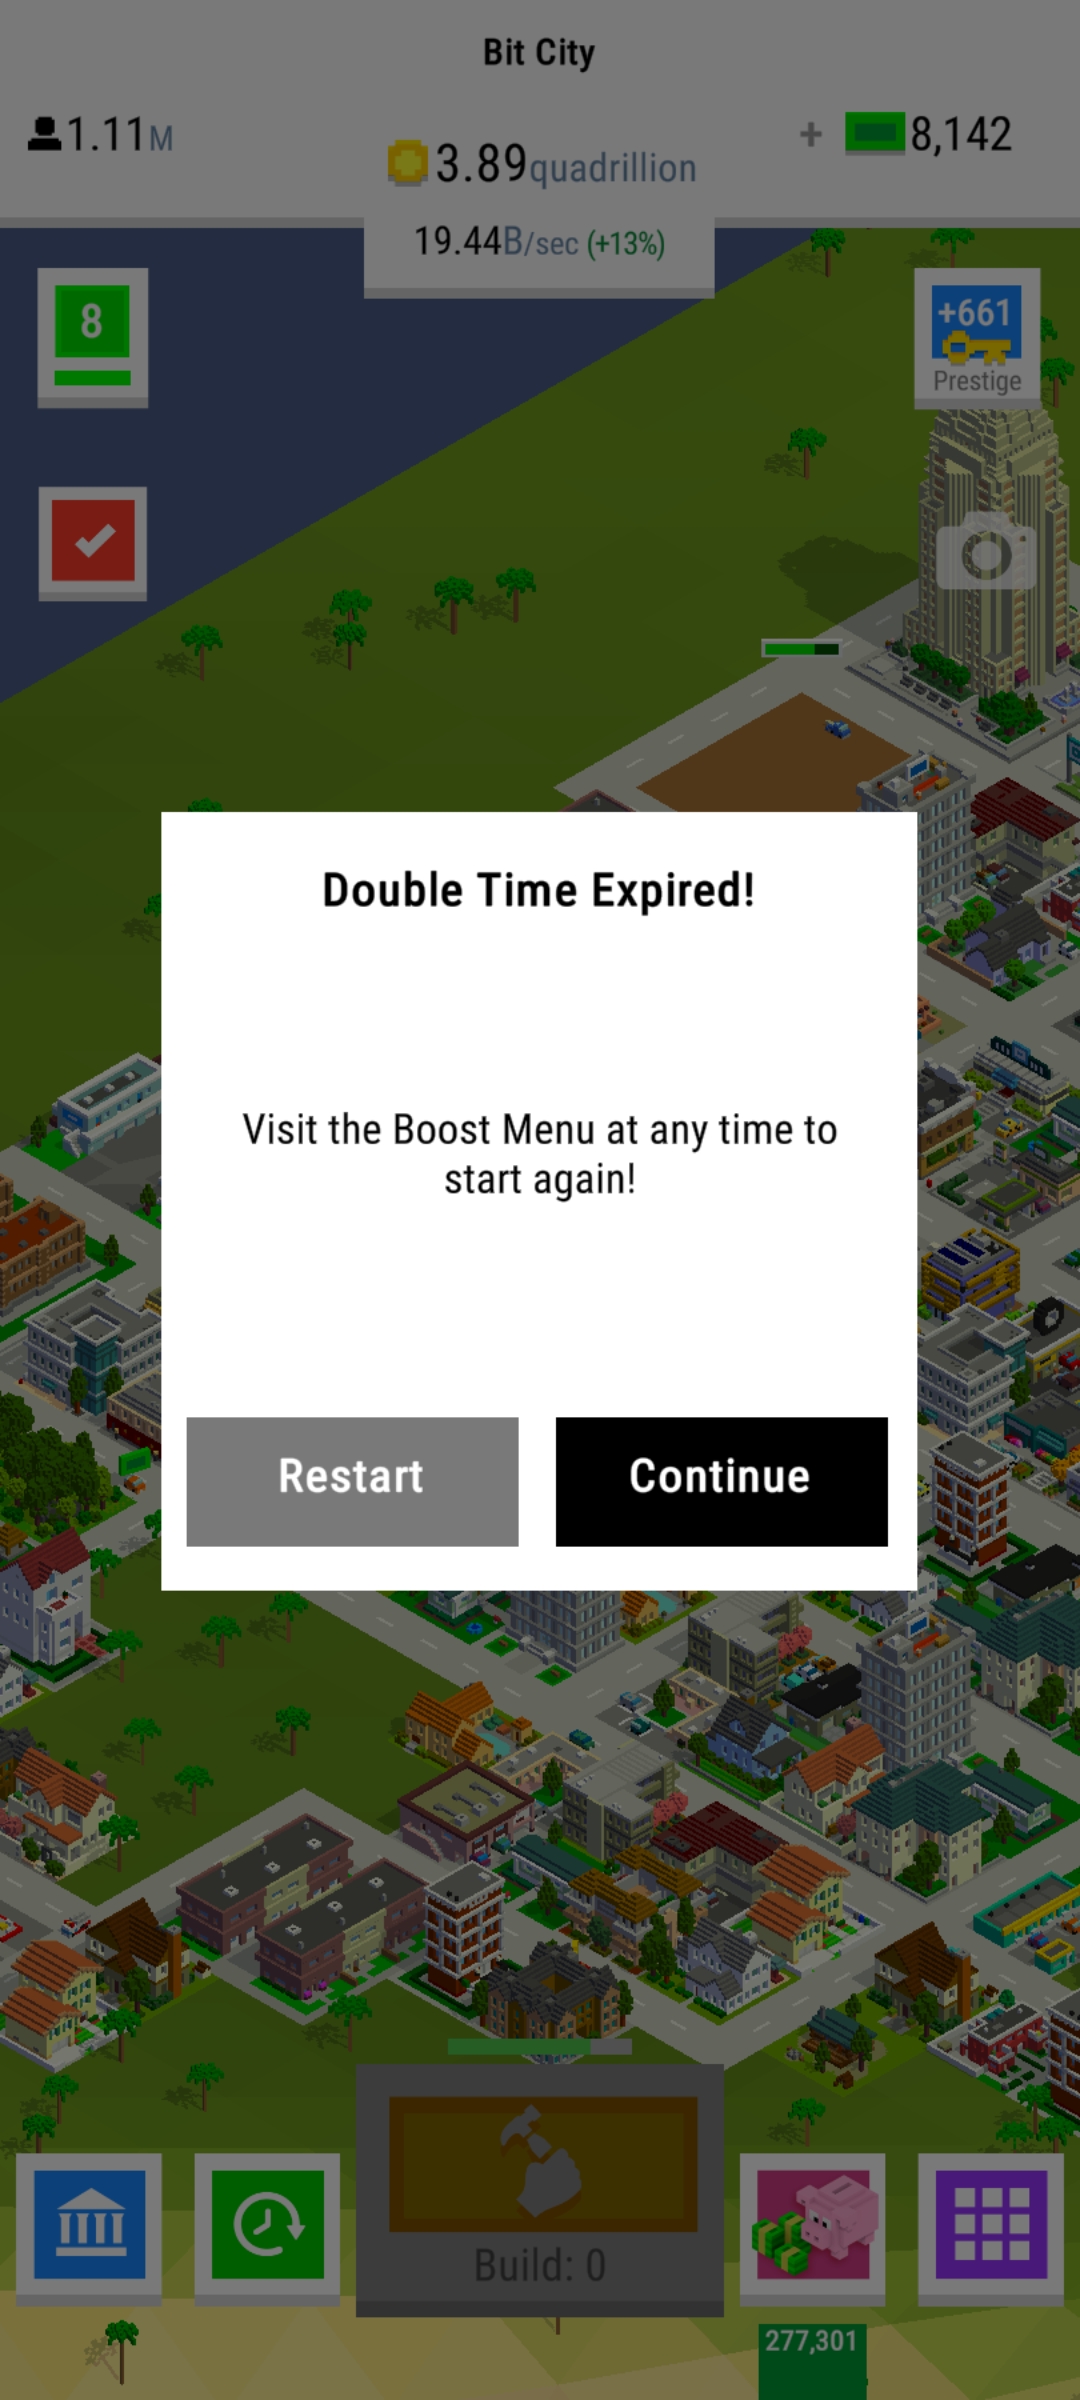 Bit City
1.11M
3.89quadrillion
+ 8,142
19.44B/sec (+13%)
8
+661
Prestige
Double Time Expired!
Visit the Boost Menu at any time to
start again!
Restart
Continue
Build: 0
277,301